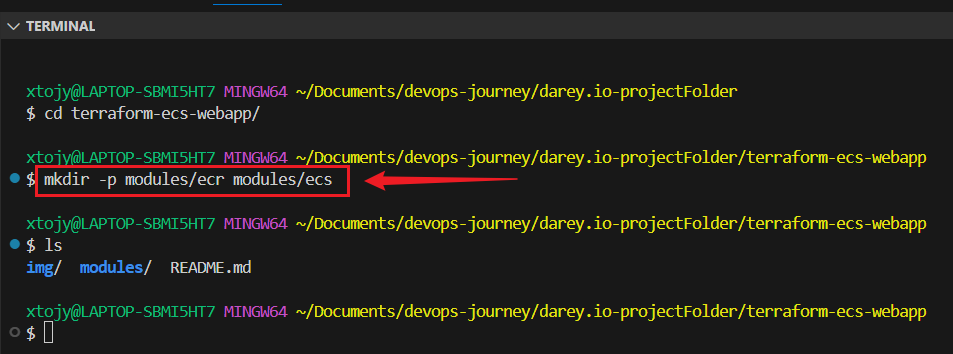 TERMINAL
xtojy@LAPTOP-SBMI5HT7 MINGW64 ~/Documents/devops-journey/darey.io-projectFolder
$ cd terraform-ecs-webapp/
xtojy@LAPTOP-SBMI5HT7 MINGW64 ~/Documents/devops-journey/darey.io-projectFolder/terraform-ecs-webapp
$ mkdir -p modules/ecr modules/ecs
xtojy@LAPTOP-SBMI5HT7 MINGW64 ~/Documents/devops-journey/darey.io-projectFolder/terraform-ecs-webapp
$ ls
img/ modules/ README.md
xtojy@LAPTOP-SBMI5HT7 MINGW64 ~/Documents/devops-journey/darey.io-projectFolder/terraform-ecs-webapp
$